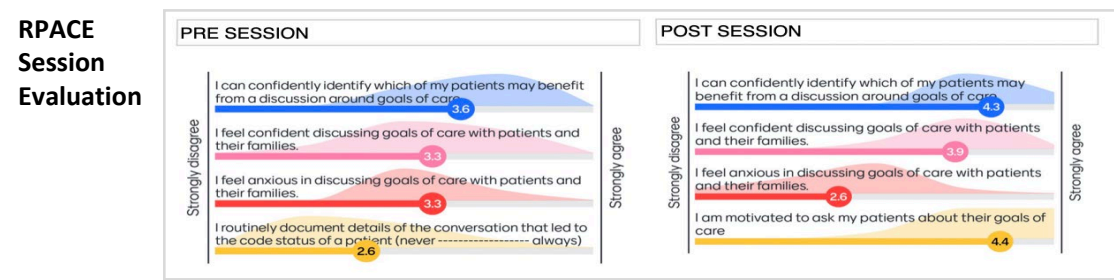 RPACE
Session
Evaluation
PRE SESSION
Strongly disagree
I can confidently identify which of my patients may benefit
from a discussion around goals of care.
3.6
I feel confident discussing goals of care with patients and
their families.
3.3
I feel anxious in discussing goals of care with patients and
their families.
3.3
I routinely document details of the conversation that led to
the code status of a patient (never ------------------ always)
2.6
Strongly agree
POST SESSION
Strongly disagree
I can confidently identify which of my patients may
benefit from a discussion around goals of care.
4.3
I feel confident discussing goals of care with patients
and their families.
3.9
I feel anxious in discussing goals of care with patients
and their families.
2.6
I am motivated to ask my patients about their goals of
care
4.4
Strongly agree